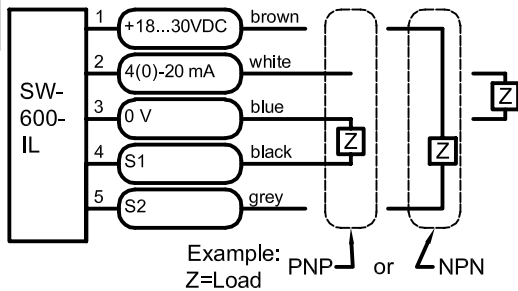 SW-
600-
IL
1 +18...30VDC brown
2 4(0)-20 mA white
3 0 V blue
4 S1 black
5 S2 grey
Z
Z
Z
Example: PNP or NPN
Z=Load